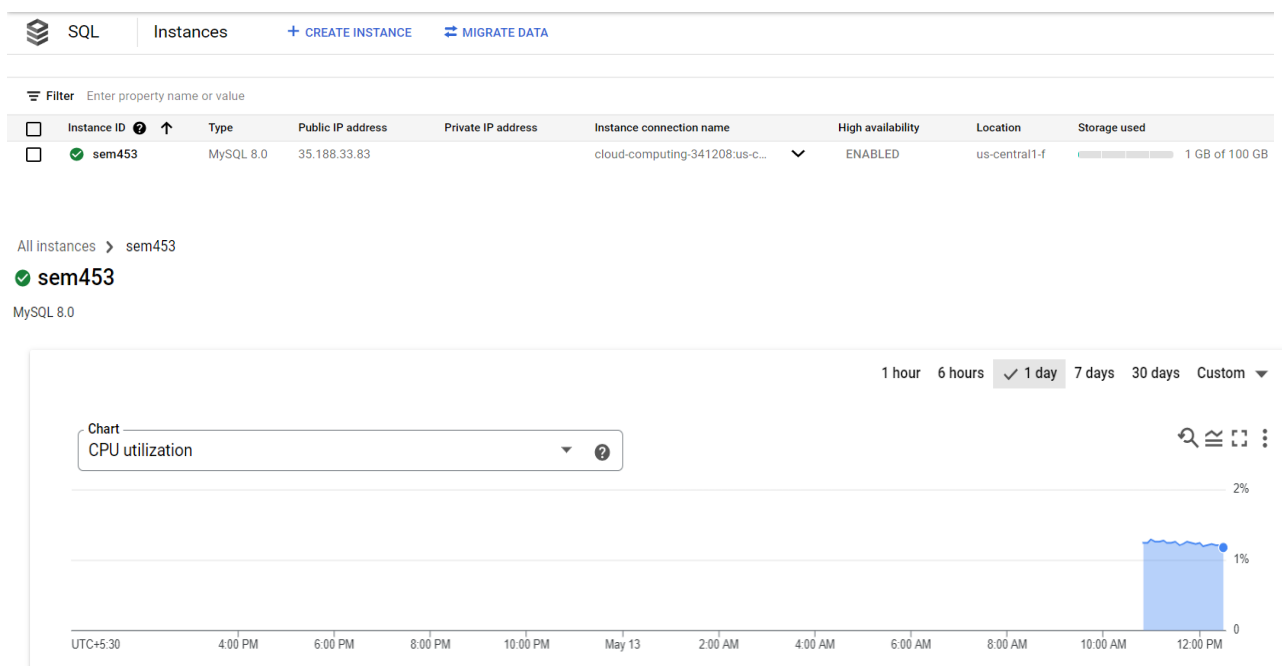 SQL Instances + CREATE INSTANCE MIGRATE DATA
Filter Enter property name or value
Instance ID ? Type Public IP address Private IP address Instance connection name High availability Location Storage used
sem453 MySQL 8.0 35.188.33.83 cloud-computing-341208:us-c... ENABLED us-central1-f 1 GB of 100 GB
All instances > sem453
sem453
MySQL 8.0
1 hour 6 hours 1 day 7 days 30 days Custom
Chart
CPU utilization ?
2%
1%
0
UTC+5:30 4:00 PM 6:00 PM 8:00 PM 10:00 PM May 13 2:00 AM 4:00 AM 6:00 AM 8:00 AM 10:00 AM 12:00 PM